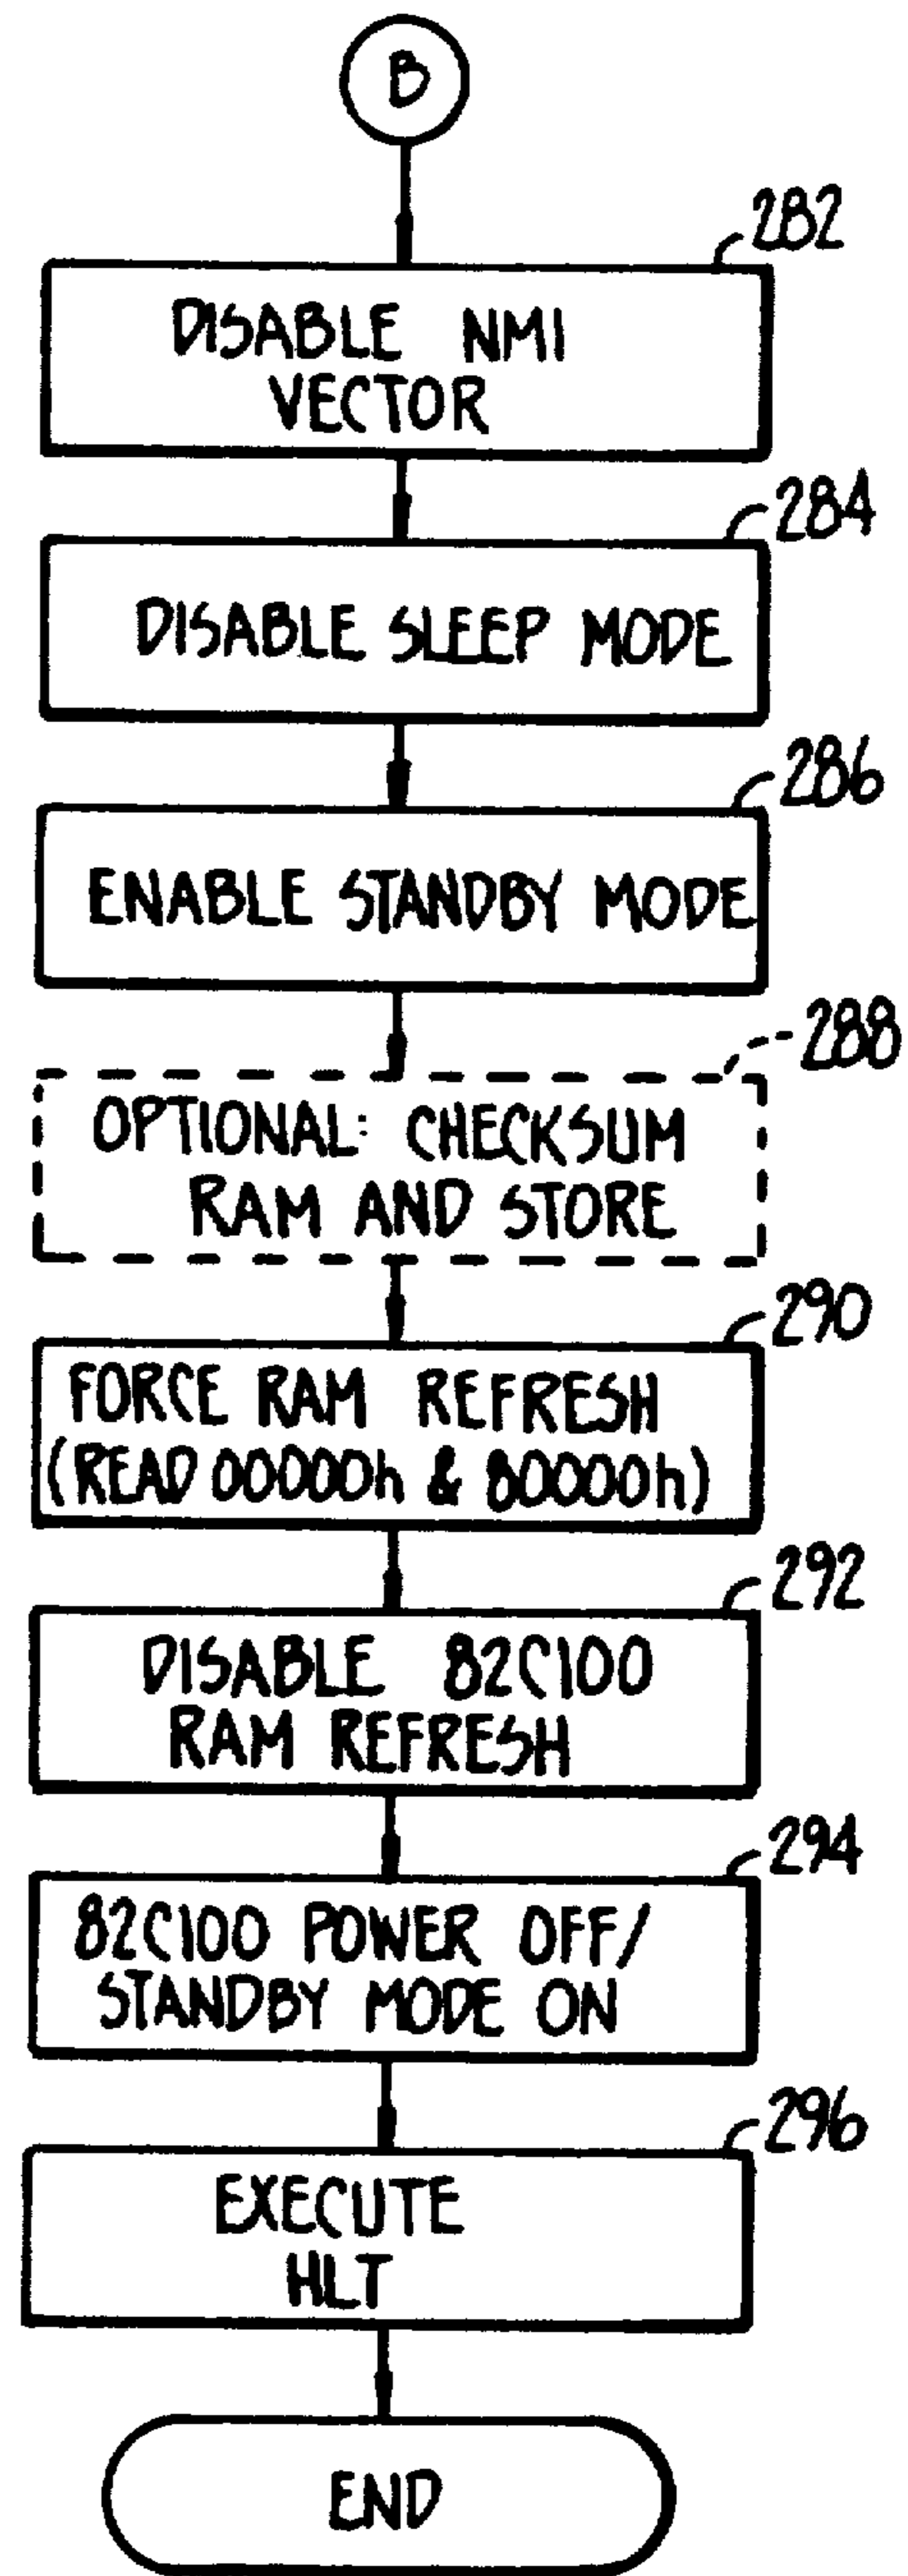 B
282
DISABLE NMI
VECTOR
284
DISABLE SLEEP MODE
286
ENABLE STANDBY MODE
288
OPTIONAL: CHECKSUM
RAM AND STORE
290
FORCE RAM REFRESH
(READ 00000h & 80000h)
292
DISABLE 82C100
RAM REFRESH
294
82C100 POWER OFF/
STANDBY MODE ON
296
EXECUTE
HLT
END